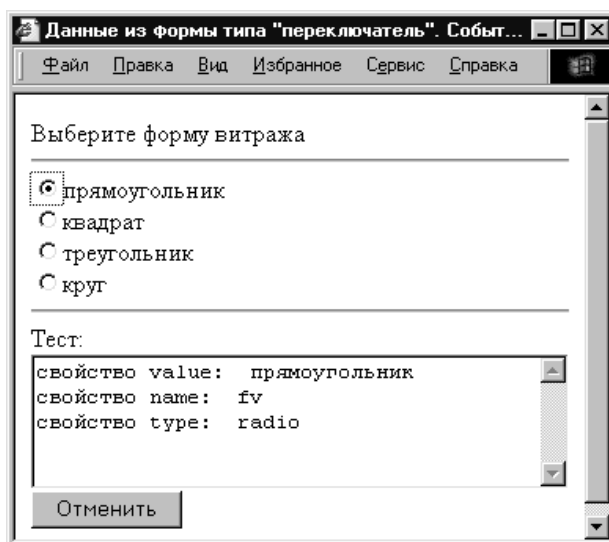 Данные из формы типа "переключатель". Событ...
Файл Правка Вид Избранное Сервис Справка
Выберите форму витража
прямоугольник
квадрат
треугольник
круг
Тест:
свойство value: прямоугольник
свойство name: fv
свойство type: radio
Отменить